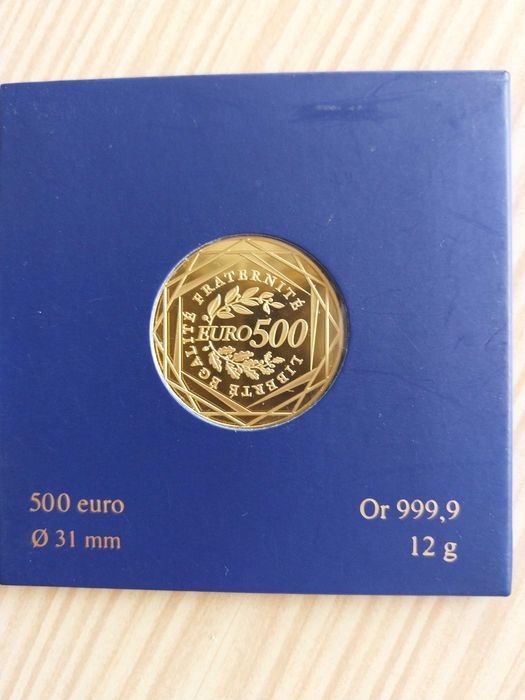 LIBERTÉ ÉGALITÉ FRATERNITÉ
EURO 500
500 euro
Ø 31 mm
Or 999,9
12 g